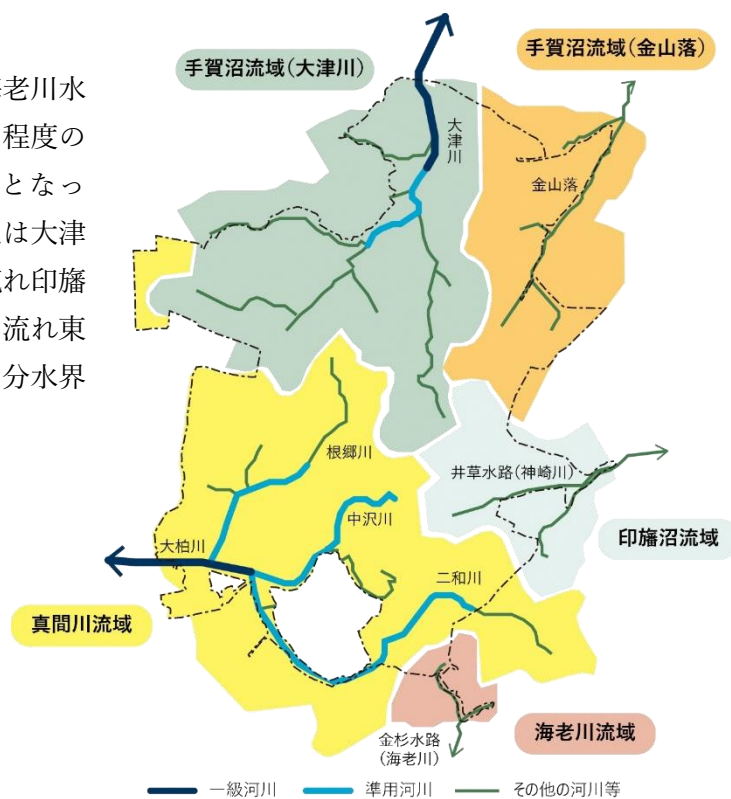 老川水
程度の
となっ
は大津
れ印旛
流れ東
分水界
手賀沼流域(大津川)
手賀沼流域(金山落)
大津川
金山落
根郷川
井草水路(神崎川)
中沢川
印旛沼流域
大柏川
二和川
真間川流域
海老川流域
金杉水路
(海老川)
一級河川
準用河川
その他の河川等